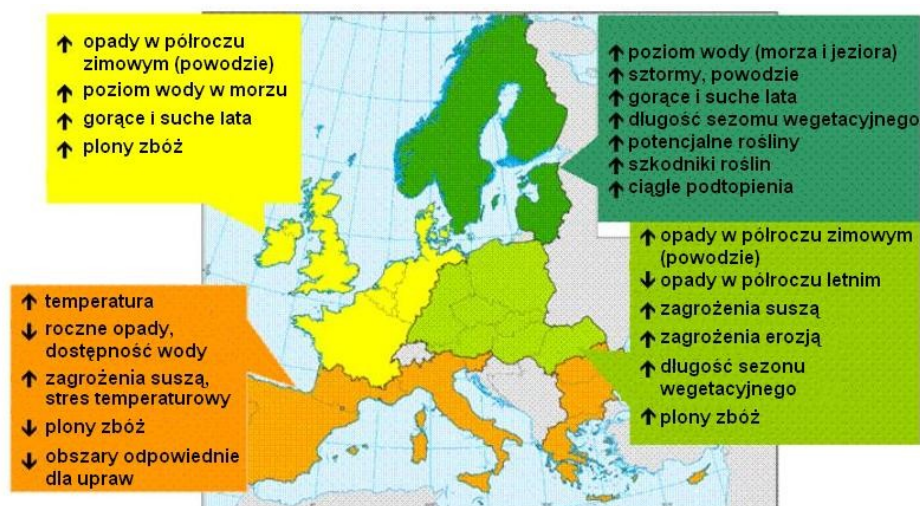 ↑ opady w półroczu
zimowym (powodzie)
↑ poziom wody w morzu
↑ gorące i suche lata
↑ plony zbóż
↑ poziom wody (morza i jeziora)
↑ sztormy, powodzie
↑ gorące i suche lata
↑ długość sezomu wegetacyjnego
↑ potencjalne rośliny
↑ szkodniki roślin
↑ ciągłe podtopienia
↑ temperatura
↓ roczne opady,
dostępność wody
↑ zagrożenia suszą,
stres temperaturowy
↓ plony zbóż
↓ obszary odpowiednie
dla upraw
↑ opady w półroczu zimowym
(powodzie)
↓ opady w półroczu letnim
↑ zagrożenia suszą
↑ zagrożenia erozją
↑ długość sezonu
wegetacyjnego
↑ plony zbóż